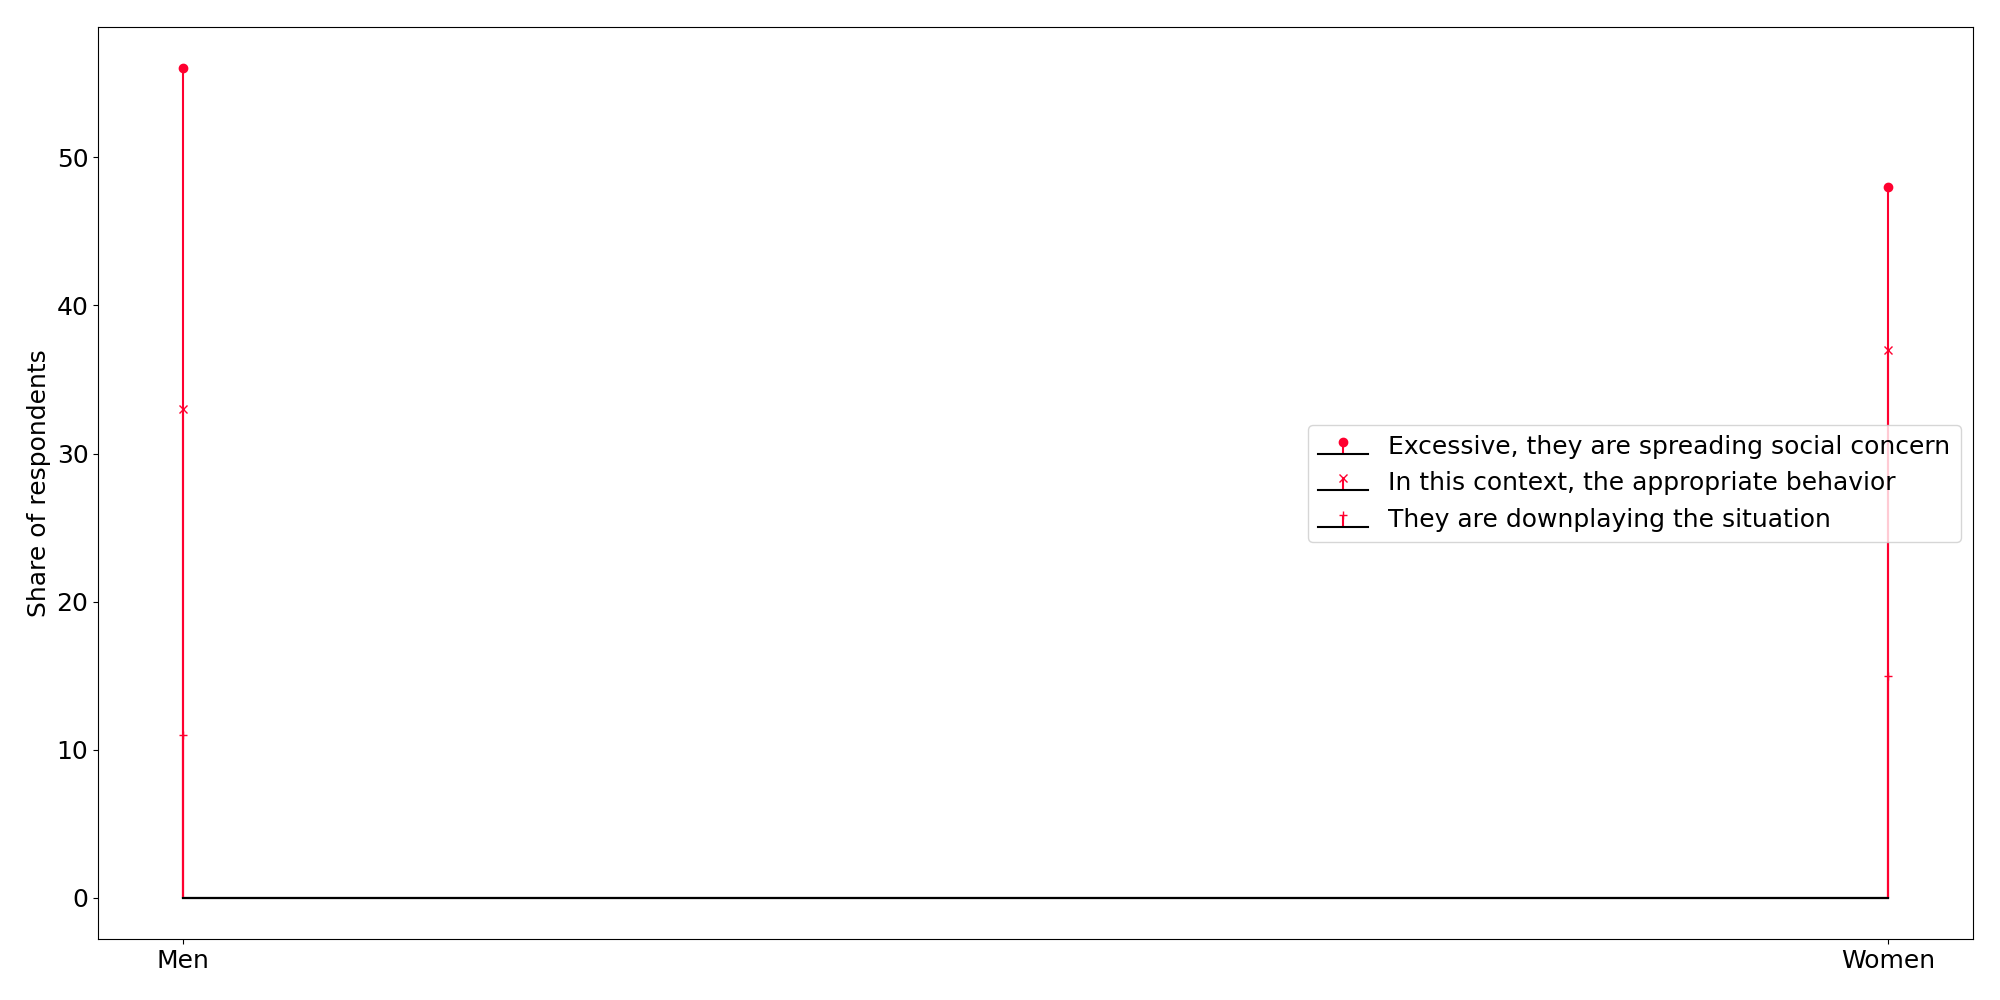 Share of respondents
50
40
30
20
10
0
Men
Women
Excessive, they are spreading social concern
In this context, the appropriate behavior
They are downplaying the situation